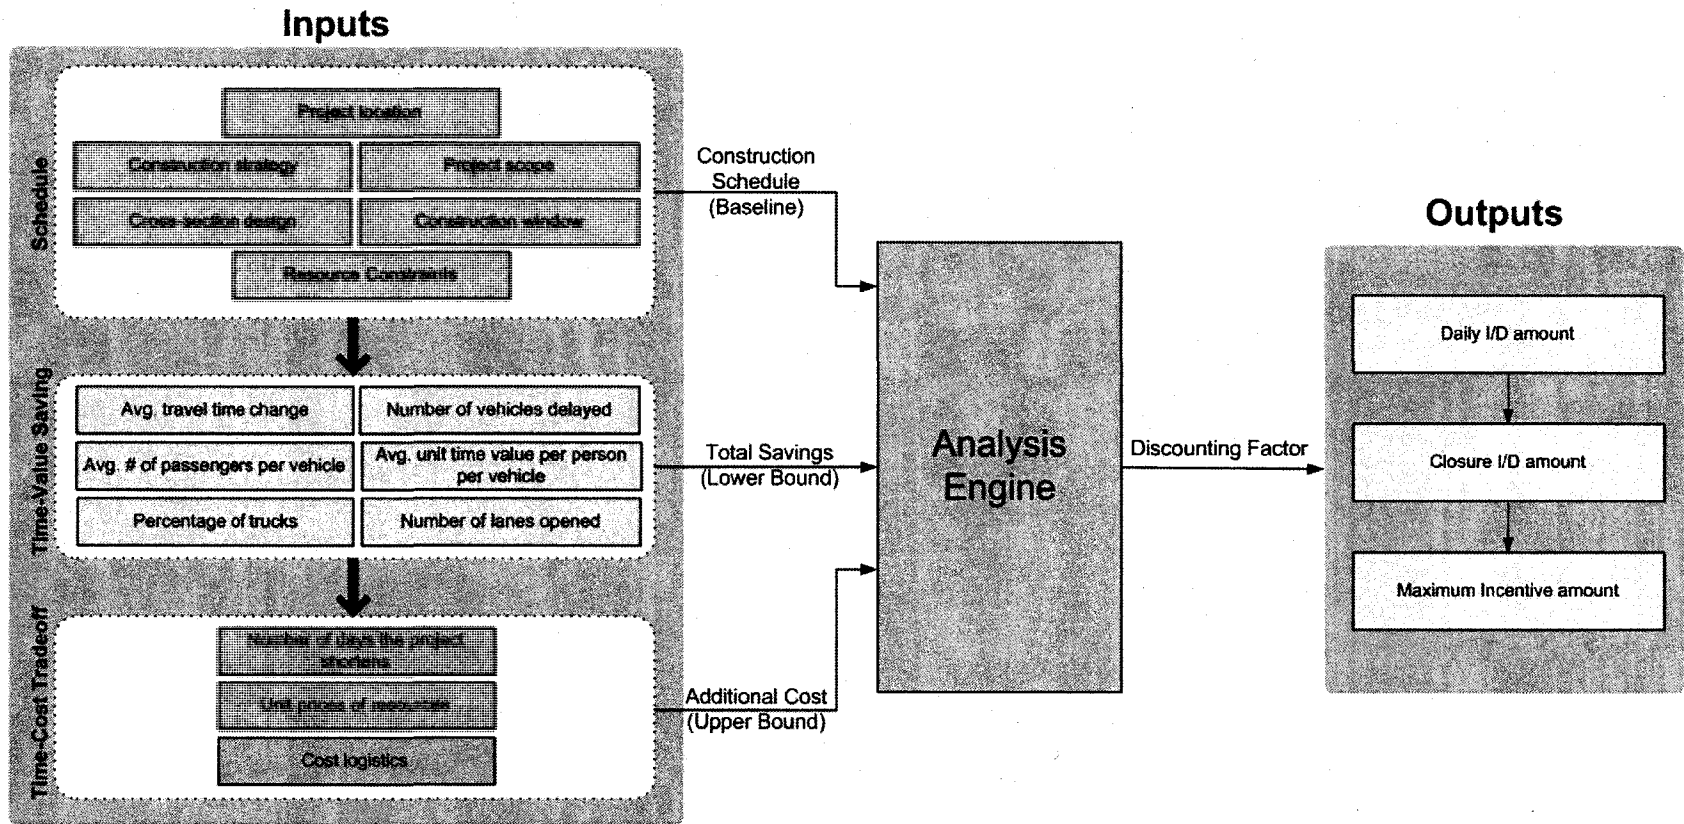 Inputs
Schedule
Project location
Construction strategy
Project scope
Cross-section design
Construction window
Resource Constraints
Time-Value Saving
Avg. travel time change
Number of vehicles delayed
Avg. # of passengers per vehicle
Avg. unit time value per person
per vehicle
Percentage of trucks
Number of lanes opened
Time-Cost Tradeoff
Number of days the project
shortens
Unit prices of resources
Cost logistics
Construction
Schedule
(Baseline)
Total Savings
(Lower Bound)
Additional Cost
(Upper Bound)
Analysis
Engine
Discounting Factor
Outputs
Daily I/D amount
Closure I/D amount
Maximum Incentive amount